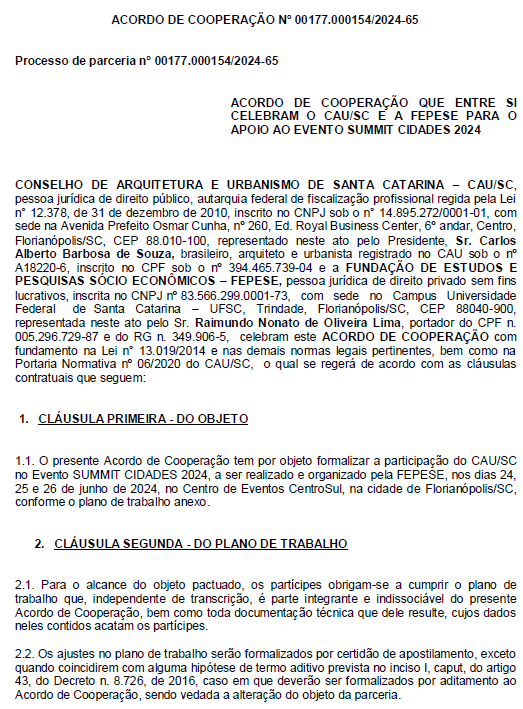 ACORDO DE COOPERAÇÃO N° 00177.000154/2024-65
Processo de parceria n° 00177.000154/2024-65
ACORDO DE COOPERAÇÃO QUE ENTRE SI
CELEBRAM O CAU/SC E A FEPESE PARA O
APOIO AO EVENTO SUMMIT CIDADES 2024
CONSELHO DE ARQUITETURA E URBANISMO DE SANTA CATARINA – CAU/SC,
pessoa jurídica de direito público, autarquia federal de fiscalização profissional regida pela Lei
n° 12.378, de 31 de dezembro de 2010, inscrito no CNPJ sob o n° 14.895.272/0001-01, com
sede na Avenida Prefeito Osmar Cunha, nº 260, Ed. Royal Business Center, 6º andar, Centro,
Florianópolis/SC, CEP 88.010-100, representado neste ato pelo Presidente, Sr. Carlos
Alberto Barbosa de Souza, brasileiro, arquiteto e urbanista registrado no CAU sob o nº
A18220-6, inscrito no CPF sob o nº 394.465.739-04 e a FUNDAÇÃO DE ESTUDOS E
PESQUISAS SÓCIO ECONÔMICOS – FEPESE, pessoa jurídica de direito privado sem fins
lucrativos, inscrita no CNPJ nº 83.566.299.0001-73, com sede no Campus Universidade
Federal de Santa Catarina – UFSC, Trindade, Florianópolis/SC, CEP 88040-900,
representada neste ato pelo Sr. Raimundo Nonato de Oliveira Lima, portador do CPF n.
005.296.729-87 e do RG n. 349.906-5, celebram este ACORDO DE COOPERAÇÃO com
fundamento na Lei n° 13.019/2014 e nas demais normas legais pertinentes, bem como na
Portaria Normativa nº 06/2020 do CAU/SC, o qual se regerá de acordo com as cláusulas
contratuais que seguem:
1. CLÁUSULA PRIMEIRA - DO OBJETO
1.1. O presente Acordo de Cooperação tem por objeto formalizar a participação do CAU/SC
no Evento SUMMIT CIDADES 2024, a ser realizado e organizado pela FEPESE, nos dias 24,
25 e 26 de junho de 2024, no Centro de Eventos CentroSul, na cidade de Florianópolis/SC,
conforme o plano de trabalho anexo.
2. CLÁUSULA SEGUNDA - DO PLANO DE TRABALHO
2.1. Para o alcance do objeto pactuado, os partícipes obrigam-se a cumprir o plano de
trabalho que, independente de transcrição, é parte integrante e indissociável do presente
Acordo de Cooperação, bem como toda documentação técnica que dele resulte, cujos dados
neles contidos acatam os partícipes.
2.2. Os ajustes no plano de trabalho serão formalizados por certidão de apostilamento, exceto
quando coincidirem com alguma hipótese de termo aditivo prevista no inciso I, caput, do artigo
43, do Decreto n. 8.726, de 2016, caso em que deverão ser formalizados por aditamento ao
Acordo de Cooperação, sendo vedada a alteração do objeto da parceria.